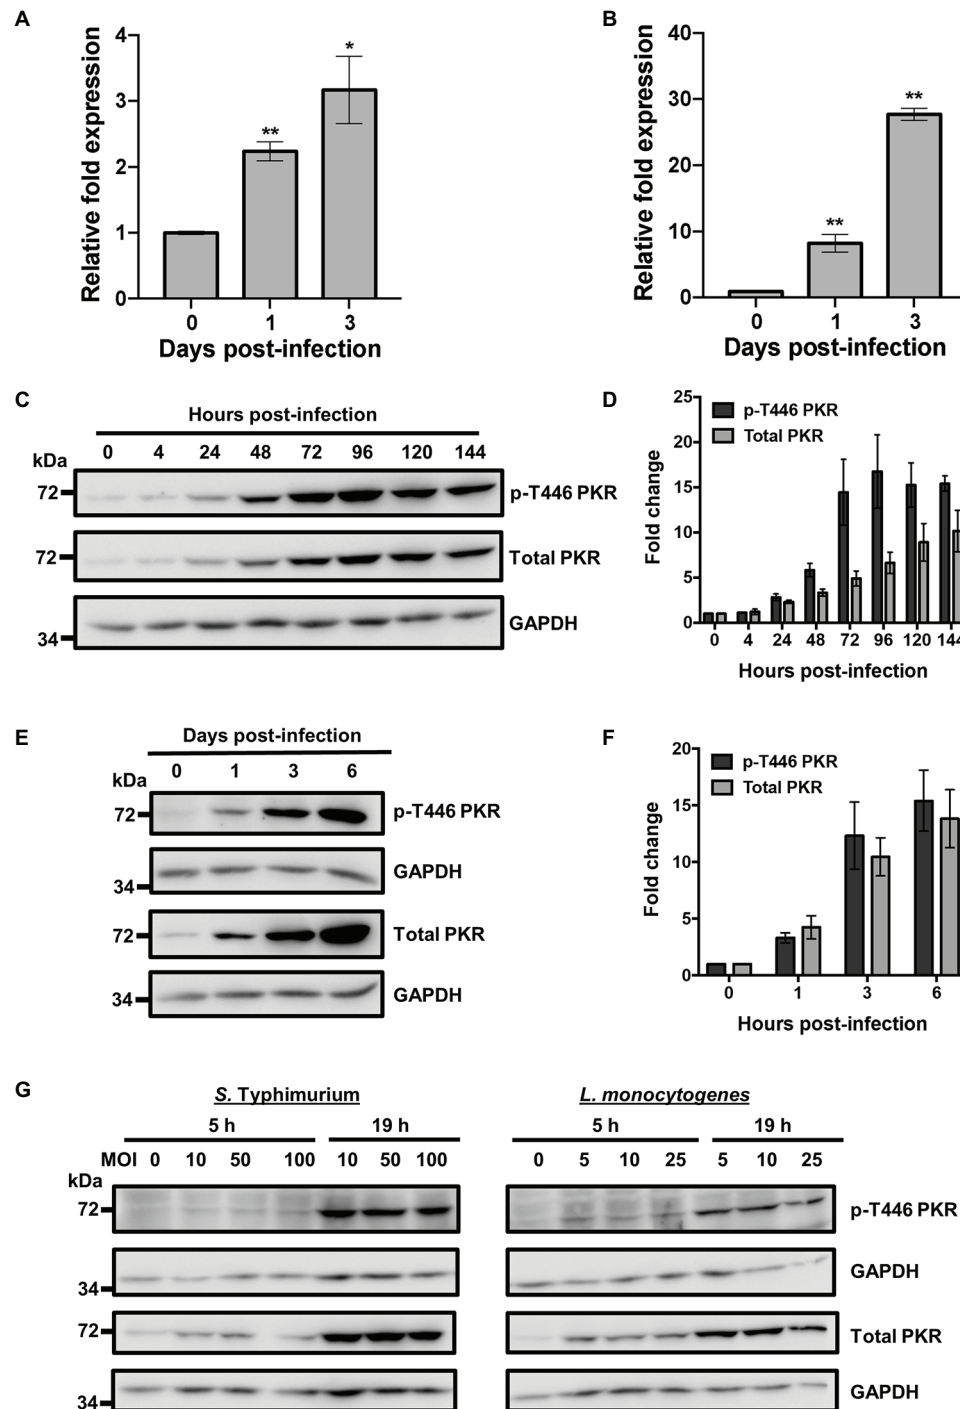 A
Relative fold expression
4
3
2
1
0
**
*
0 1 3
Days post-infection
B
Relative fold expression
40
30
20
10
0
**
**
0 1 3
Days post-infection
C
Hours post-infection
0 4 24 48 72 96 120 144
kDa
72
p-T446 PKR
72
Total PKR
34
GAPDH
D
Fold change
25
20
15
10
5
0
p-T446 PKR
Total PKR
0 4 24 48 72 96 120 144
Hours post-infection
E
Days post-infection
0 1 3 6
kDa
72
p-T446 PKR
34
GAPDH
72
Total PKR
34
GAPDH
F
Fold change
20
15
10
5
0
p-T446 PKR
Total PKR
0 1 3 6
Hours post-infection
G
S. Typhimurium
5 h 19 h
MOI 0 10 50 100 10 50 100
kDa
L. monocytogenes
5 h 19 h
0 5 10 25 5 10 25
72
p-T446 PKR
34
GAPDH
72
Total PKR
34
GAPDH